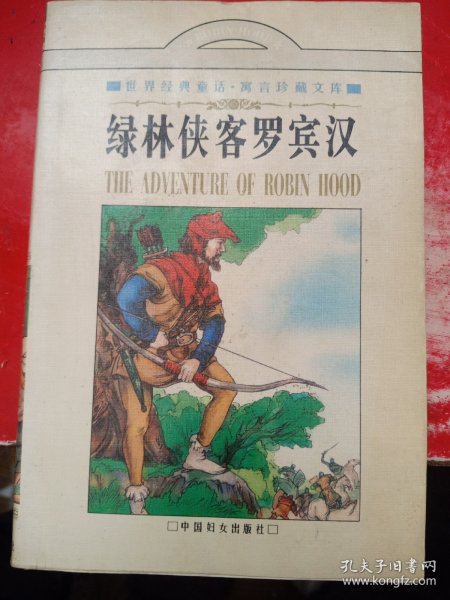 世界经典童话·寓言珍藏文库
绿林侠客罗宾汉
THE ADVENTURE OF ROBIN HOOD
中国妇女出版社
孔夫子旧书网
www.kongfz.com